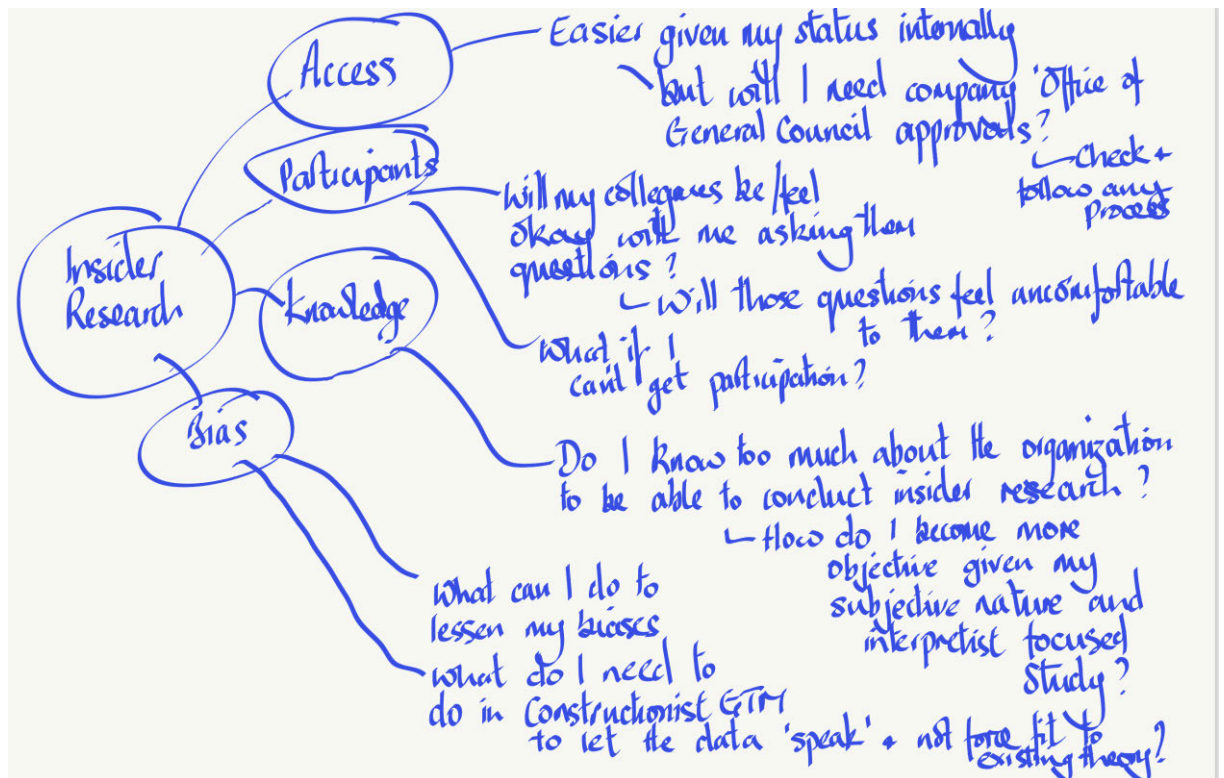 Insider
Research
Access
Easier given my status internally
but will I need company 'Office of
General Council approvals?
check +
follow any
process
Participants
Will my collegues be/feel
okay with me asking them
questions?
Will those questions feel uncomfortable
to them?
What if I
can't get participation?
Knowledge
Do I know too much about the organization
to be able to conduct insider research?
How do I become more
objective given my
subjective nature and
interpretist focused
study?
Bias
What can I do to
lessen my biases
What do I need to
do in Constructionist GTM
to let the data 'speak' + not force fit to
existing theory?